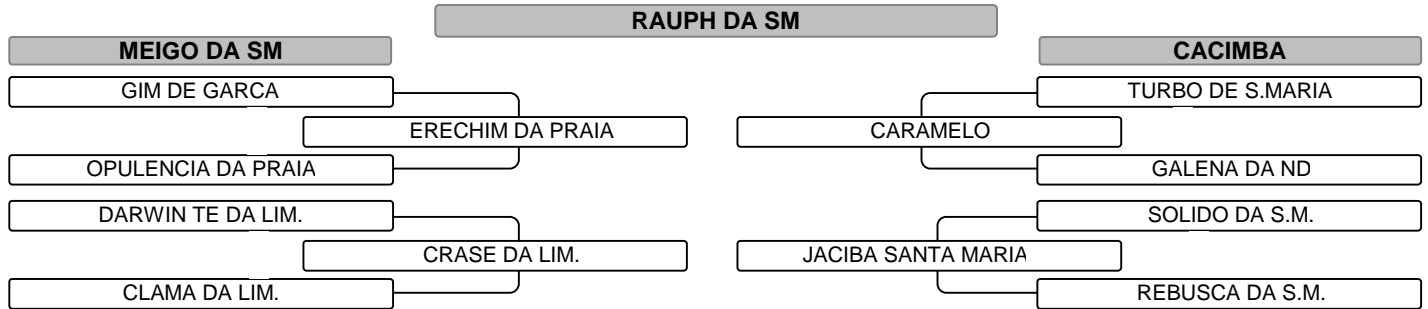 RAUPH DA SM
MEIGO DA SM
CACIMBA
GIM DE GARCA
TURBO DE S.MARIA
ERECHIM DA PRAIA
CARAMELO
OPULENCIA DA PRAIA
GALENA DA ND
DARWIN TE DA LIM.
SOLIDO DA S.M.
CRASE DA LIM.
JACIBA SANTA MARIA
CLAMA DA LIM.
REBUSCA DA S.M.